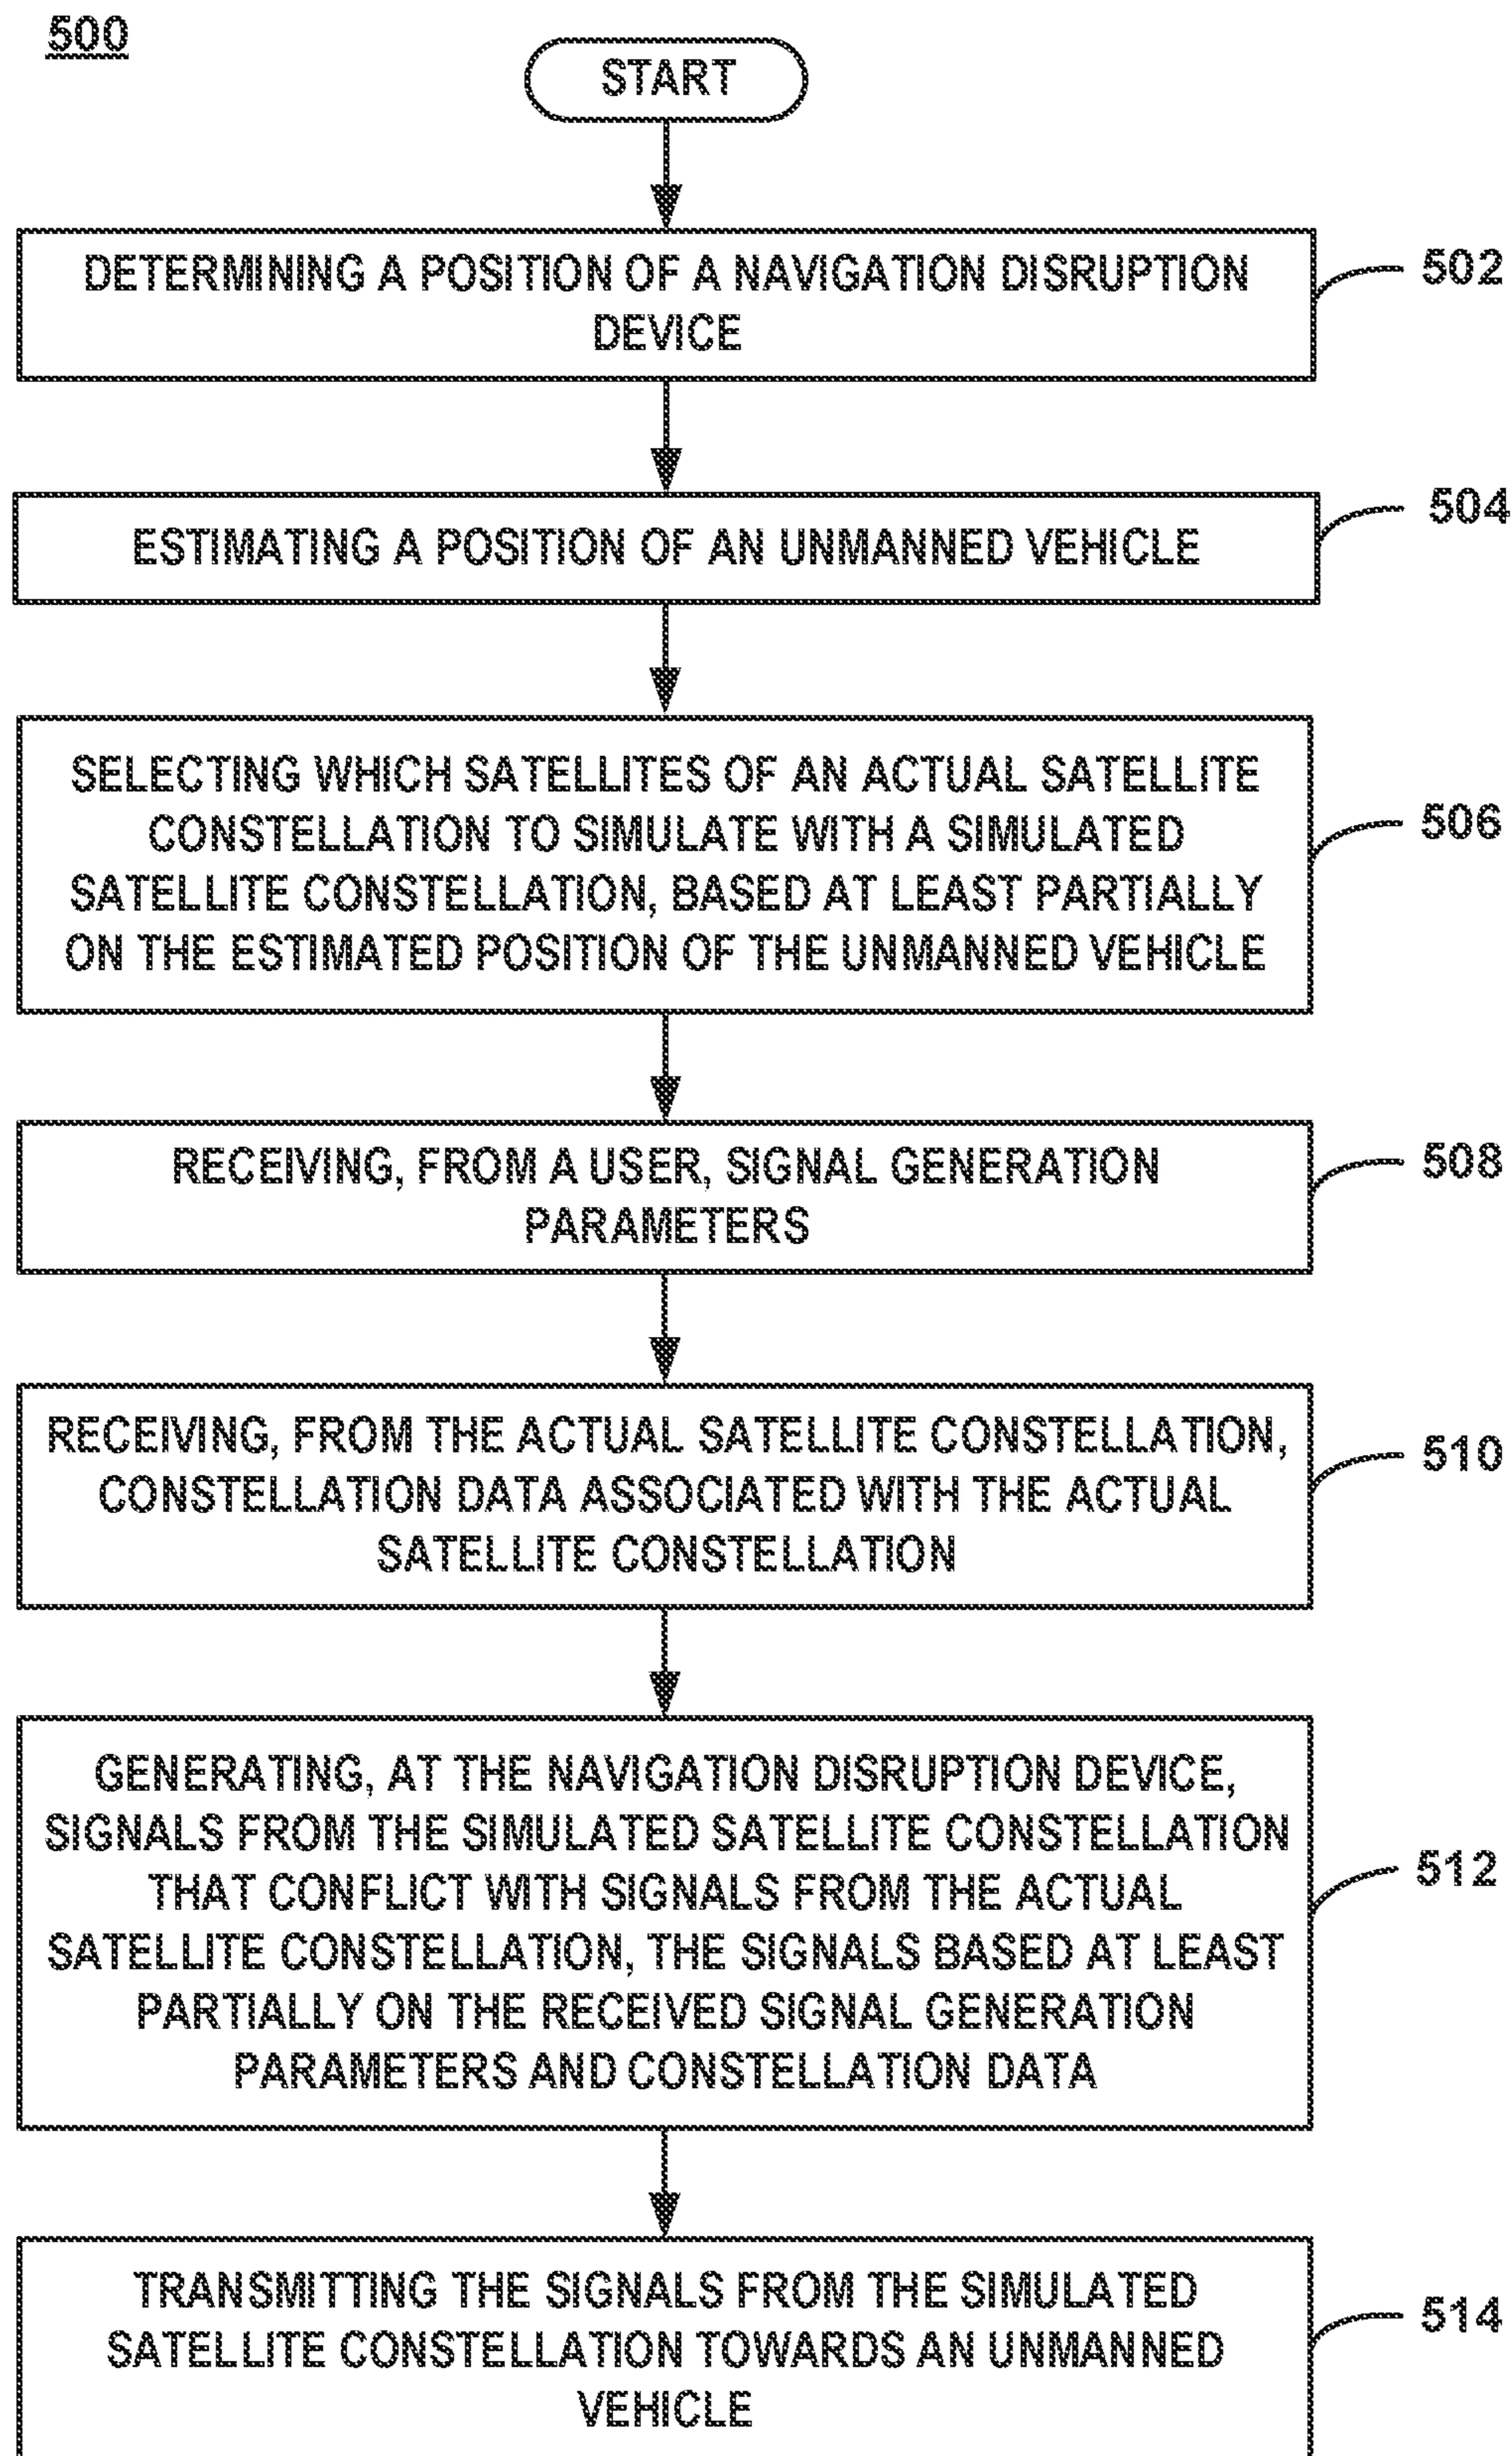 500
START
DETERMINING A POSITION OF A NAVIGATION DISRUPTION
DEVICE
502
ESTIMATING A POSITION OF AN UNMANNED VEHICLE
504
SELECTING WHICH SATELLITES OF AN ACTUAL SATELLITE
CONSTELLATION TO SIMULATE WITH A SIMULATED
SATELLITE CONSTELLATION, BASED AT LEAST PARTIALLY
ON THE ESTIMATED POSITION OF THE UNMANNED VEHICLE
506
RECEIVING, FROM A USER, SIGNAL GENERATION
PARAMETERS
508
RECEIVING, FROM THE ACTUAL SATELLITE CONSTELLATION,
CONSTELLATION DATA ASSOCIATED WITH THE ACTUAL
SATELLITE CONSTELLATION
510
GENERATING, AT THE NAVIGATION DISRUPTION DEVICE,
SIGNALS FROM THE SIMULATED SATELLITE CONSTELLATION
THAT CONFLICT WITH SIGNALS FROM THE ACTUAL
SATELLITE CONSTELLATION, THE SIGNALS BASED AT LEAST
PARTIALLY ON THE RECEIVED SIGNAL GENERATION
PARAMETERS AND CONSTELLATION DATA
512
TRANSMITTING THE SIGNALS FROM THE SIMULATED
SATELLITE CONSTELLATION TOWARDS AN UNMANNED
VEHICLE
514